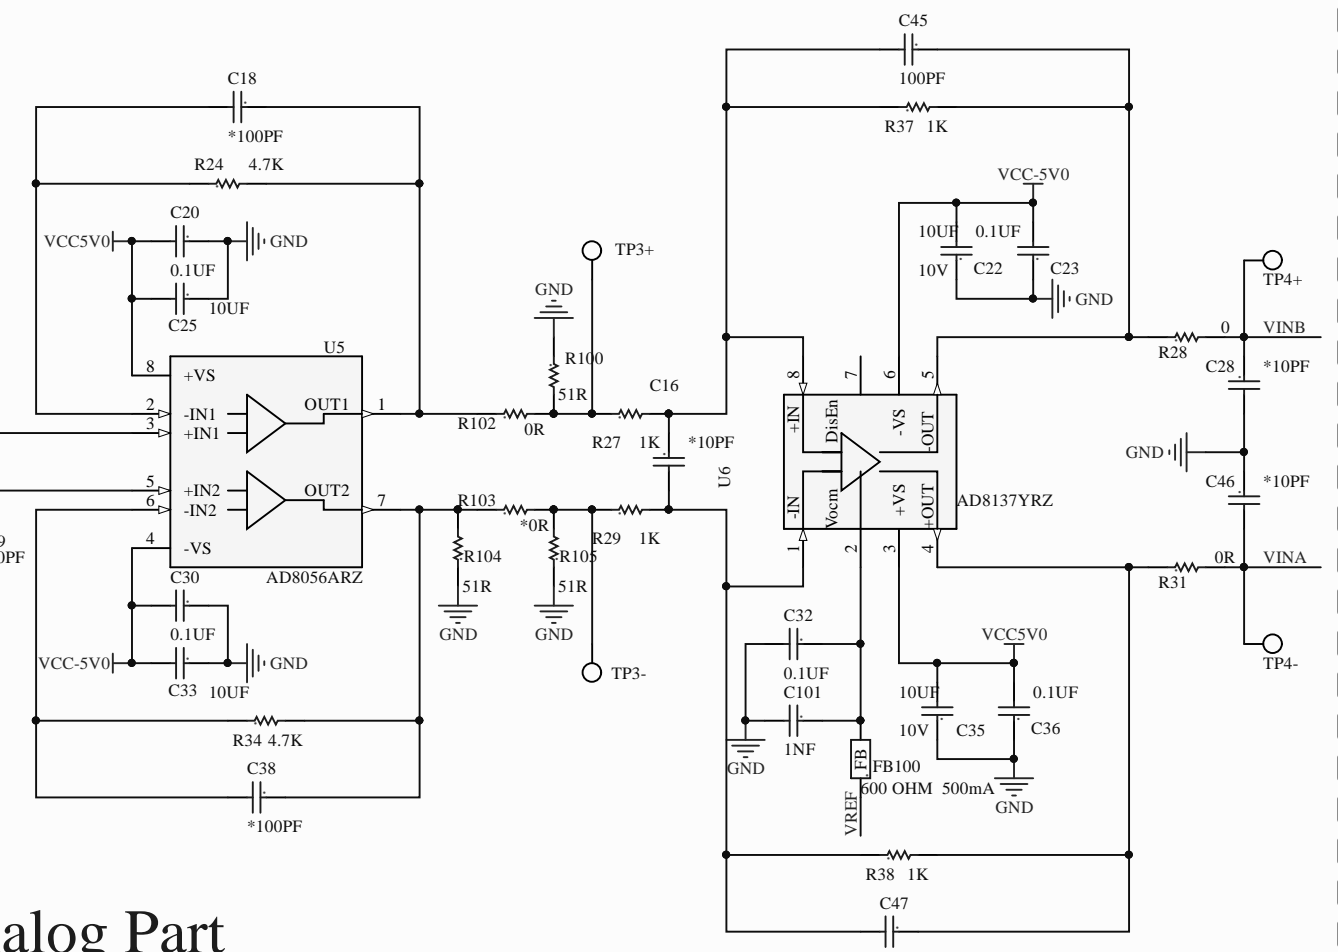 C45
100PF
R37 1K
C18
*100PF
R24 4.7K
C20
VCC5V0
GND
0.1UF
10UF
C25
VCC-5V0
10UF 0.1UF
10V C22 C23
GND
TP3+
GND
R100
51R
TP4+
0 VINB
R28
C28 *10PF
U5
8 +VS
2 -IN1 OUT1 1
3 +IN1
5 +IN2 OUT2 7
6 -IN2
4 -VS
AD8056ARZ
R102 0R
R27 1K
C16
*10PF
R103
*0R
R29 1K
R104
51R
GND
R105
51R
GND
TP3-
U6
8 7 6 5
+IN DisEn -VS -OUT
-IN Vocm +VS +OUT
1 2 3 4
AD8137YRZ
GND
C46 *10PF
0R VINA
R31
TP4-
9
0PF
C30
0.1UF
VCC-5V0
GND
C33 10UF
R34 4.7K
C38
*100PF
C32
0.1UF
C101
1NF
GND
FB
FB100
600 OHM 500mA
VREF
VCC5V0
10UF 0.1UF
10V C35 C36
GND
R38 1K
C47
alog Part